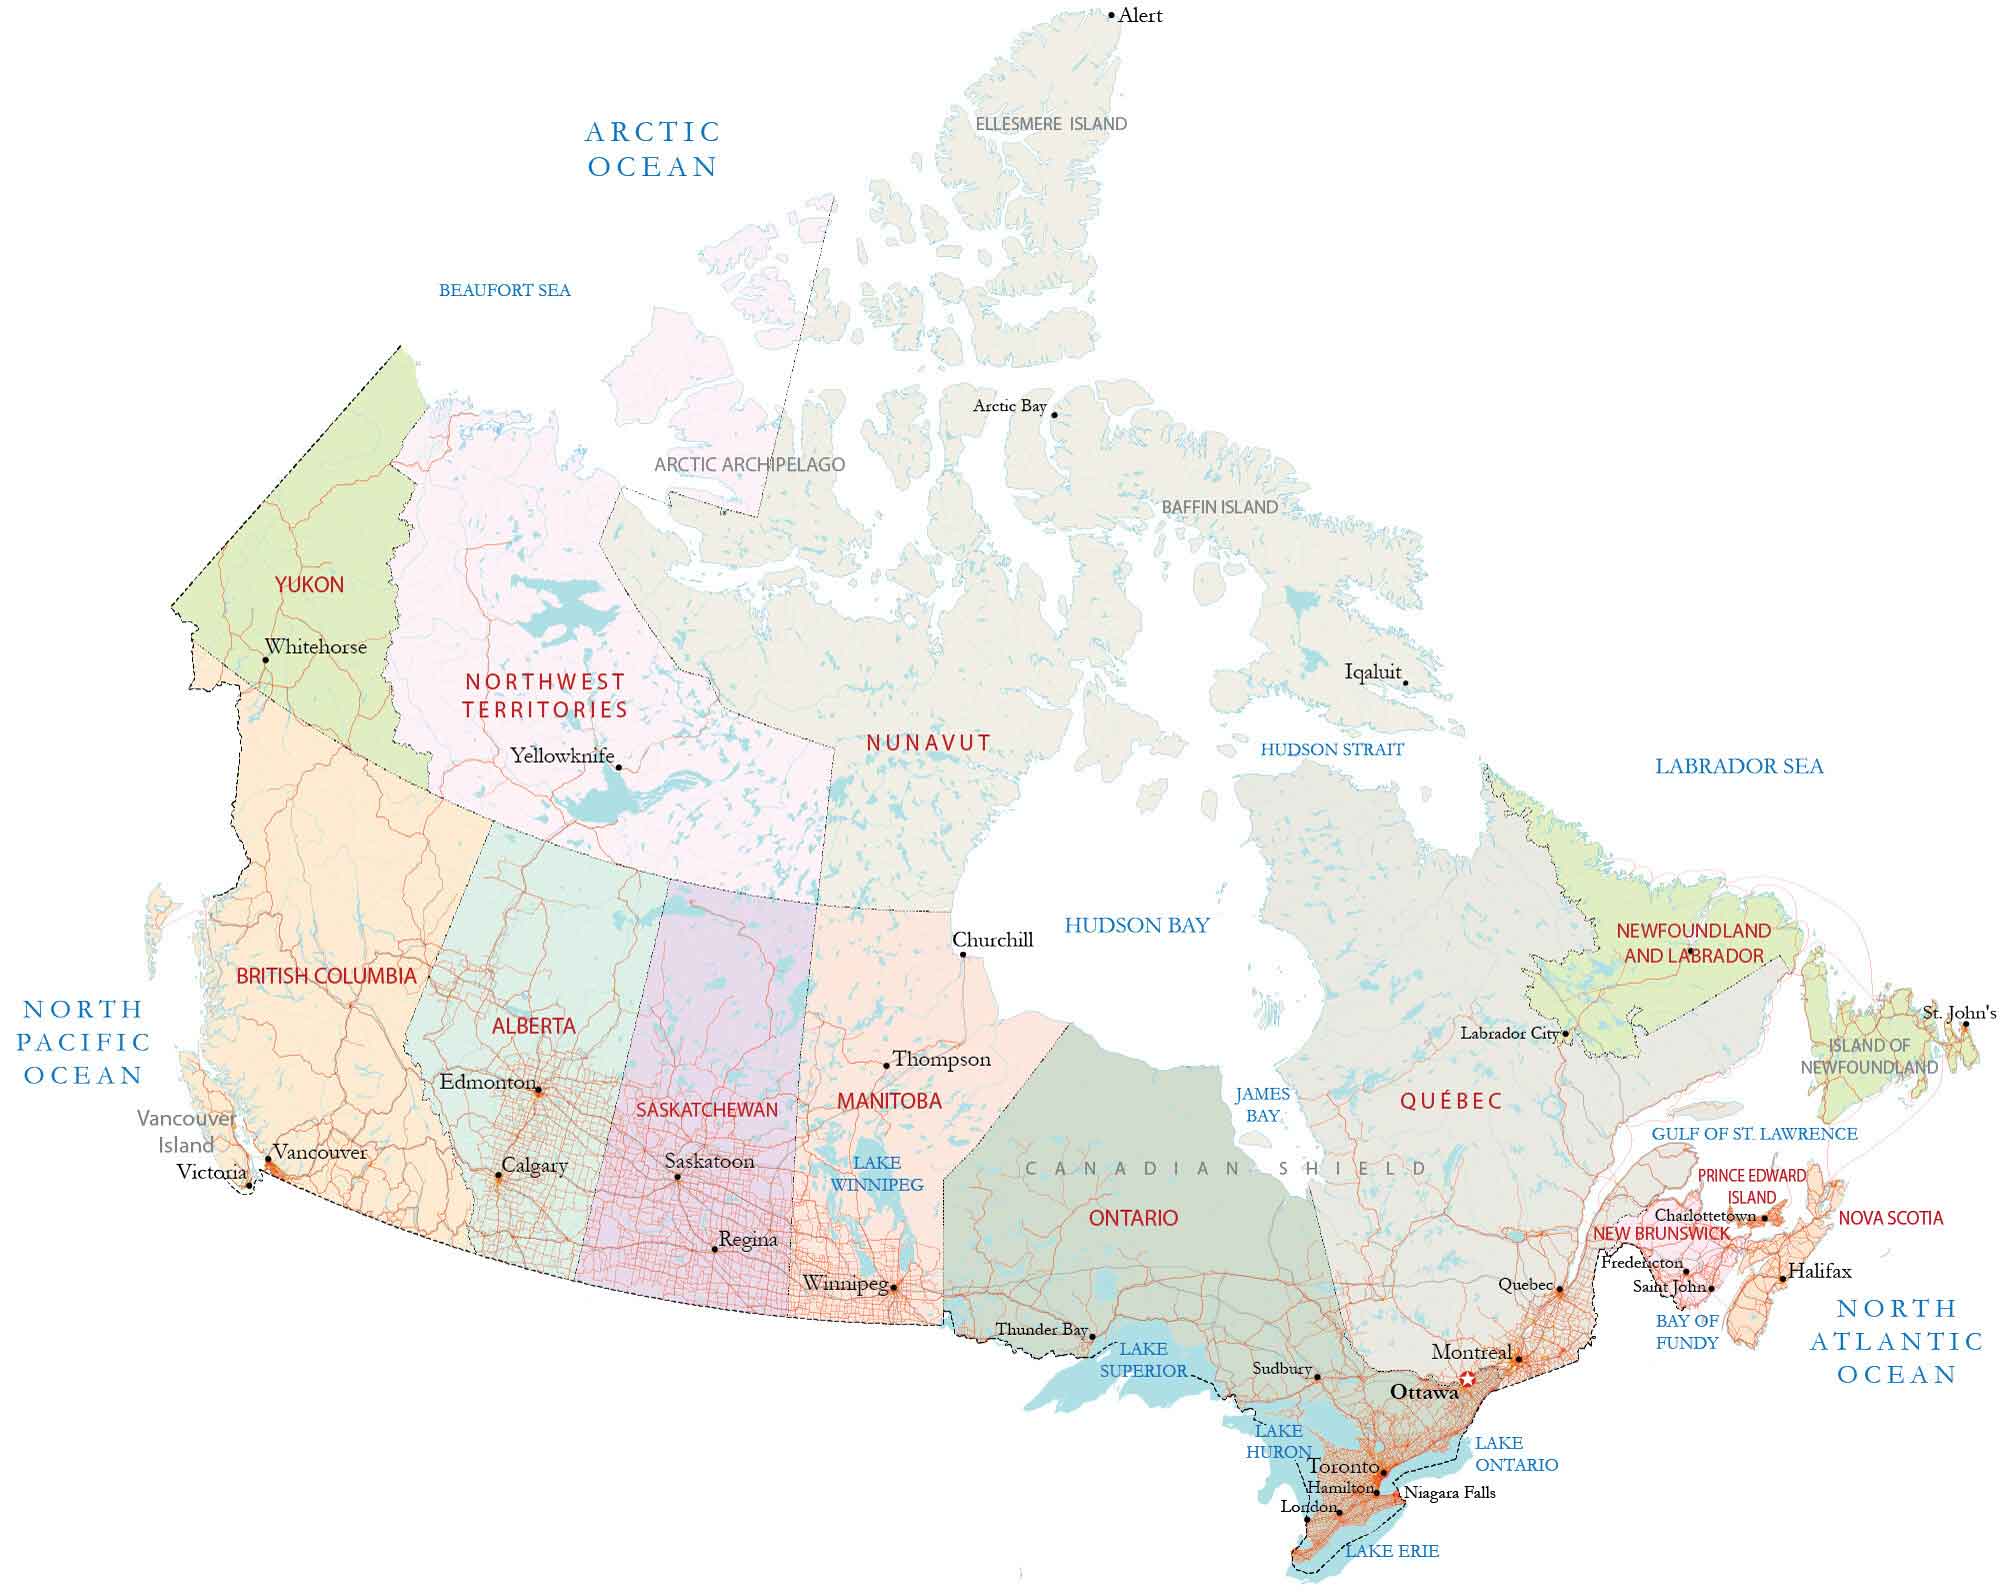 Alert
ELLESMERE ISLAND
ARCTIC
OCEAN
BEAUFORT SEA
Arctic Bay
ARCTIC ARCHIPELAGO
BAFFIN ISLAND
YUKON
Whitehorse
NORTHWEST
TERRITORIES
Yellowknife
NUNAVUT
Iqaluit
HUDSON STRAIT
LABRADOR SEA
HUDSON BAY
Churchill
NEWFOUNDLAND
AND LABRADOR
BRITISH COLUMBIA
NORTH
PACIFIC
OCEAN
ALBERTA
Edmonton
SASKATCHEWAN
Thompson
MANITOBA
JAMES
BAY
QUÉBEC
Labrador City
St. John's
ISLAND OF
NEWFOUNDLAND
Vancouver
Island
Victoria
Vancouver
Calgary
Saskatoon
LAKE
WINNIPEG
CANADIAN SHIELD
GULF OF ST. LAWRENCE
PRINCE EDWARD
ISLAND
Charlottetown
NOVA SCOTIA
NEW BRUNSWICK
ONTARIO
Regina
Winnipeg
Quebec
Fredericton
Saint John
Halifax
BAY OF
FUNDY
NORTH
ATLANTIC
OCEAN
Thunder Bay
LAKE
SUPERIOR
Sudbury
Montreal
Ottawa
LAKE
HURON
LAKE
ONTARIO
Toronto
Hamilton
Niagara Falls
London
LAKE ERIE